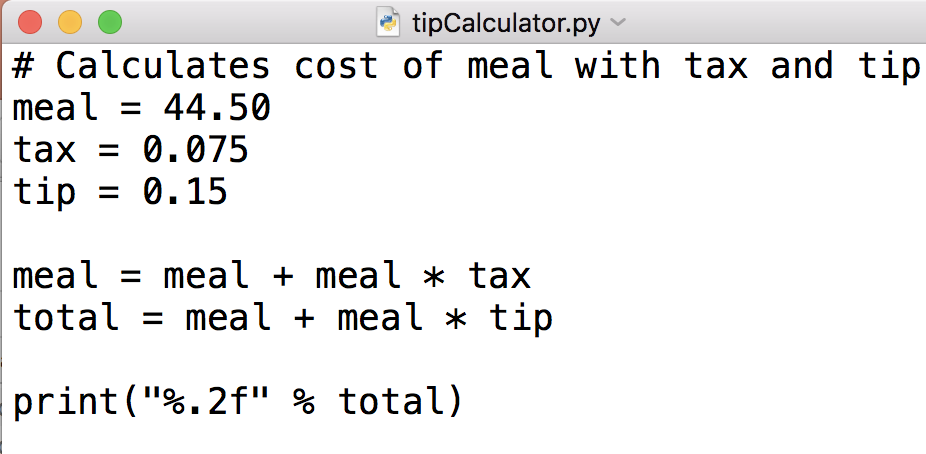 tipCalculator.py
# Calculates cost of meal with tax and tip
meal = 44.50
tax = 0.075
tip = 0.15
meal = meal + meal * tax
total = meal + meal * tip
print("%.2f" % total)